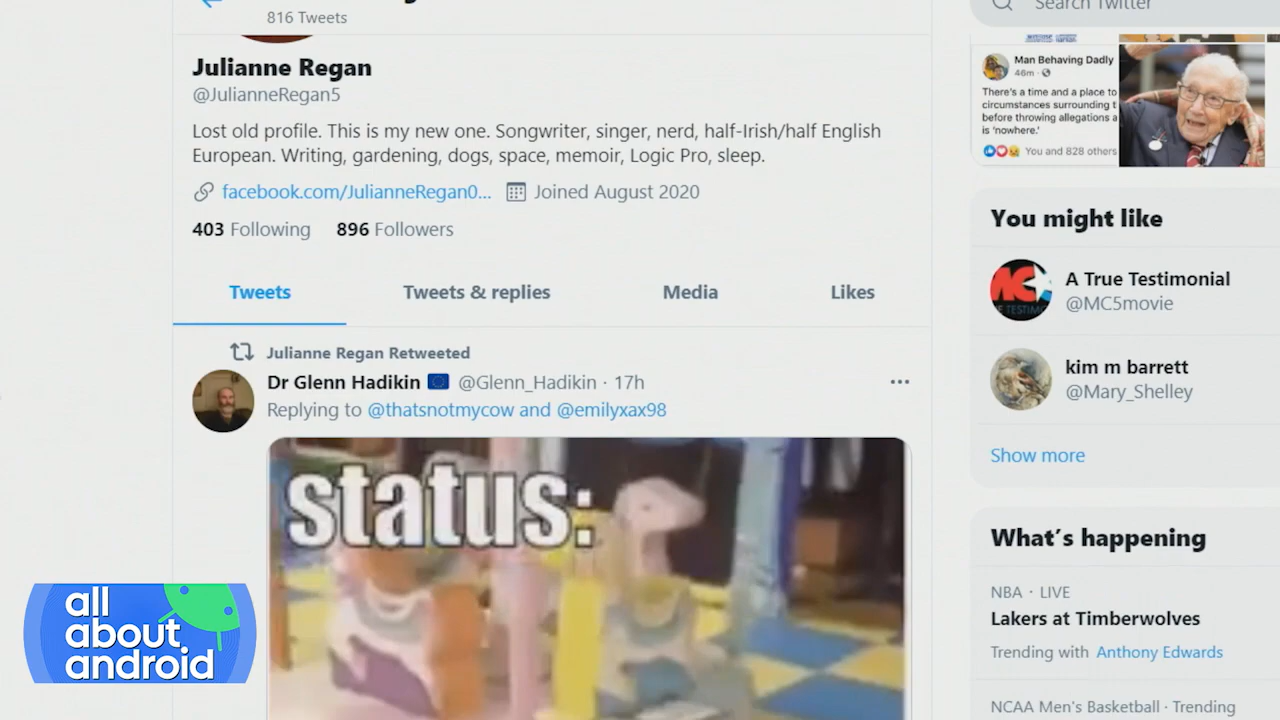 816 Tweets
Julianne Regan
@JulianneRegan5
Lost old profile. This is my new one. Songwriter, singer, nerd, half-Irish/half English
European. Writing, gardening, dogs, space, memoir, Logic Pro, sleep.
facebook.com/JulianneRegan0...
Joined August 2020
403 Following 896 Followers
Tweets Tweets & replies Media Likes
Julianne Regan Retweeted
Dr Glenn Hadikin @Glenn_Hadikin · 17h
Replying to @thatsnotmycow and @emilyxax98
status:
all
about
android
Search Twitter
Man Behaving Dadly
46m ·
There's a time and a place to
circumstances surrounding t
before throwing allegations a
is 'nowhere.'
You and 828 others
You might like
A True Testimonial
@MC5movie
kim m barrett
@Mary_Shelley
Show more
What's happening
NBA · LIVE
Lakers at Timberwolves
Trending with Anthony Edwards
NCAA Men's Basketball · Trending